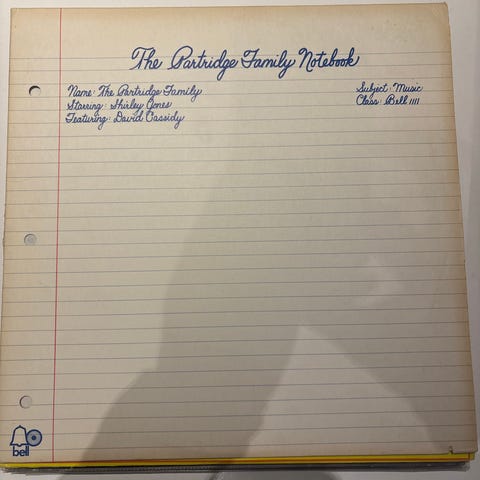 The Partridge Family Notebook
Name: The Partridge Family
Subject: Music
Starring: Shirley Jones
Class: Bell 1111
Featuring: David Cassidy
bell